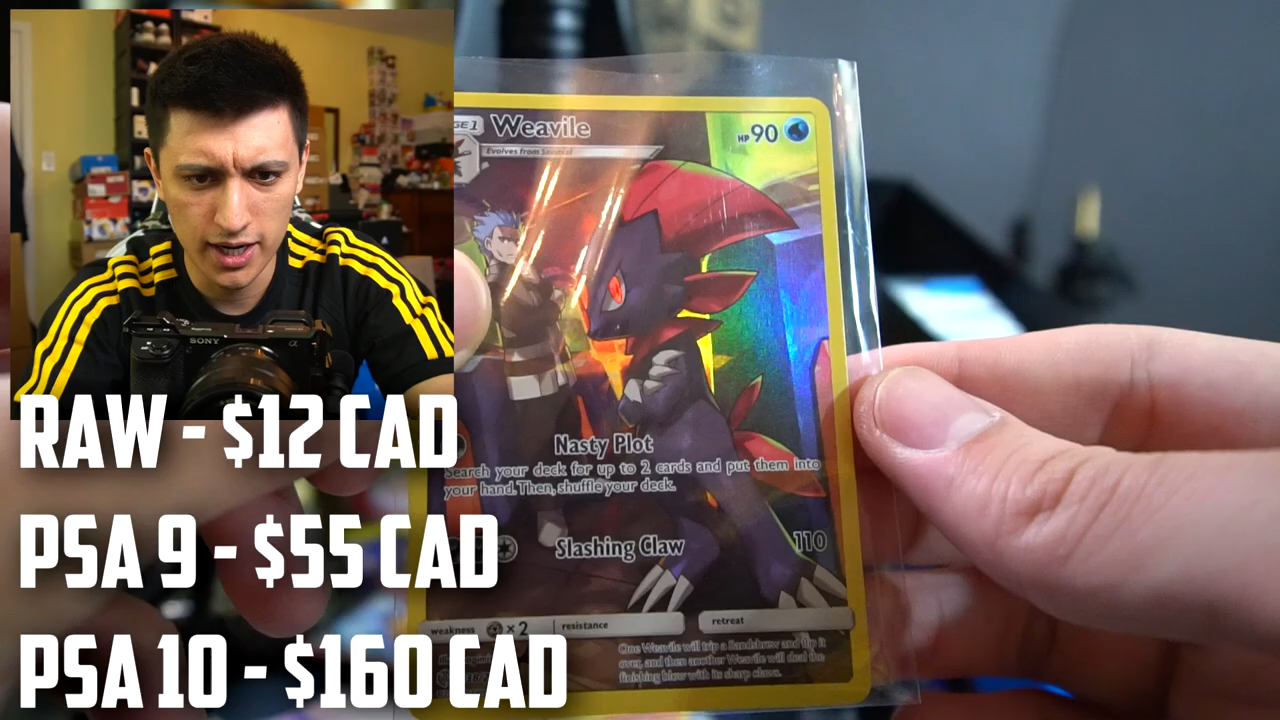 GE1 Weavile HP 90
Evolves from Sneasel
SONY
α
Nasty Plot
Search your deck for up to 2 cards and put them into
your hand. Then, shuffle your deck.
Slashing Claw 110
weakness ×2 resistance retreat
One Weavile will trip a Sandshrew and flip it
over, and then another Weavile will deal the
finishing blow with its sharp claws.
RAW - $12 CAD
PSA 9 - $55 CAD
PSA 10 - $160 CAD